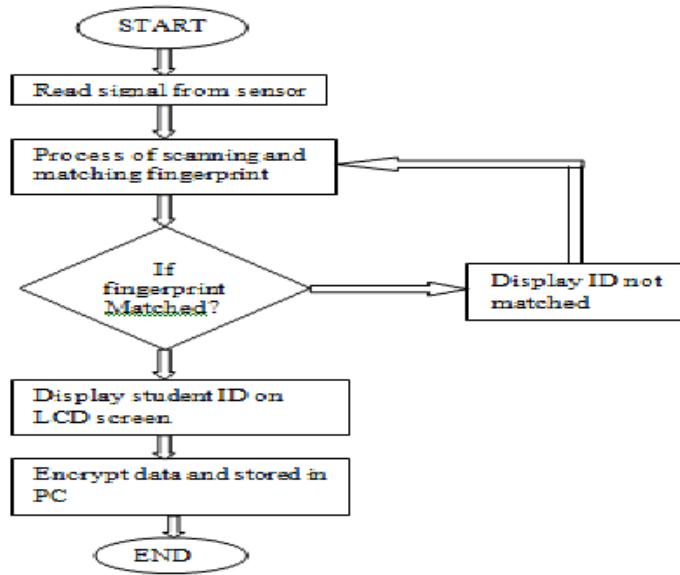 START
Read signal from sensor
Process of scanning and
matching fingerprint
If
fingerprint
Matched?
Display ID not
matched
Display student ID on
LCD screen
Encrypt data and stored in
PC
END